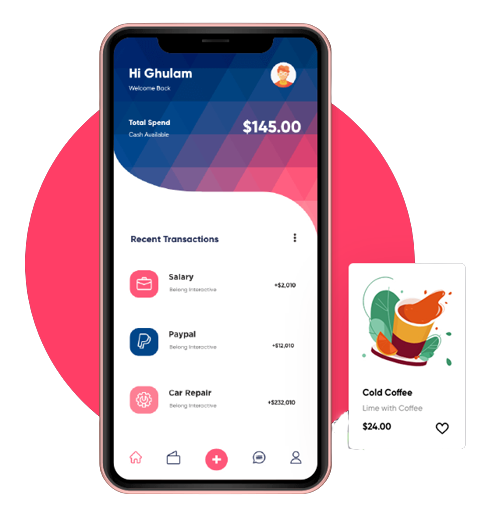 Hi Ghulam
Welcome Back
Total Spend
Cash Available
$145.00
Recent Transactions
Salary
Belong Interactive
+$2,010
Paypal
Belong Interactive
+$12,010
Car Repair
Belong Interactive
+$232,010
Cold Coffee
Lime with Coffee
$24.00